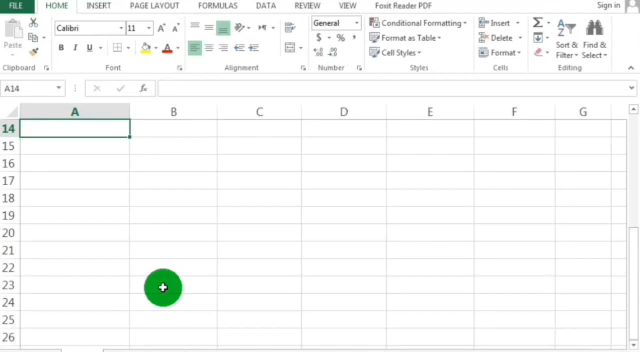 FILE HOME INSERT PAGE LAYOUT FORMULAS DATA REVIEW VIEW Foxit Reader PDF Sign in
Paste Calibri 11 A A General Conditional Formatting Insert Σ
B I U A $ % , Format as Table Delete Sort & Find &
Cell Styles Format Filter Select
Clipboard Font Alignment Number Styles Cells Editing
A14 fx
A B C D E F G
14
15
16
17
18
19
20
21
22
23
24
25
26